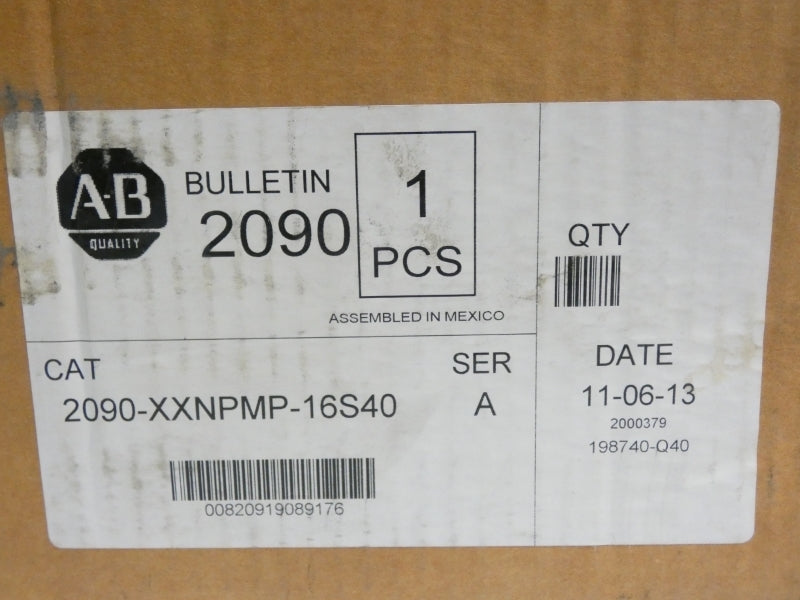 A-B
QUALITY
BULLETIN
2090
1
PCS
ASSEMBLED IN MEXICO
QTY
CAT
2090-XXNPMP-16S40
SER
A
00820919089176
DATE
11-06-13
2000379
198740-Q40